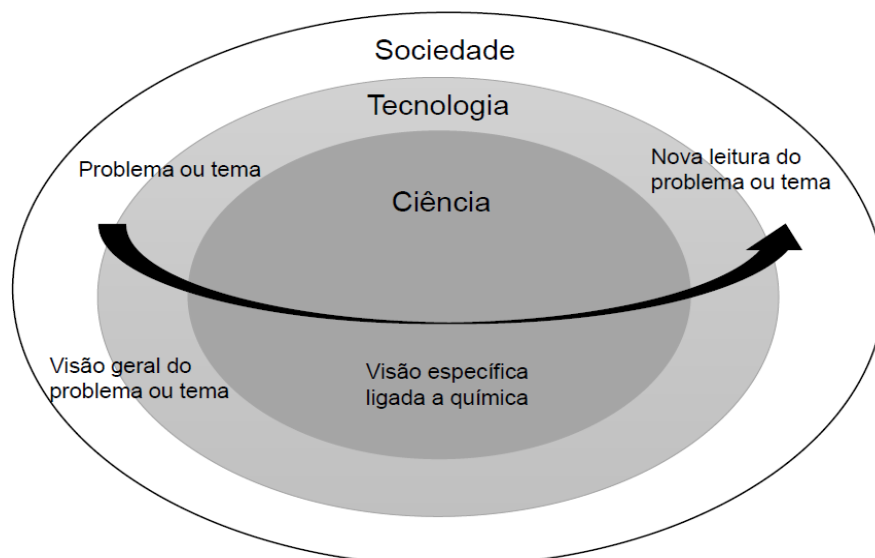 Sociedade
Tecnologia
Problema ou tema
Nova leitura do
problema ou tema
Ciência
Visão geral do
problema ou tema
Visão específica
ligada a química